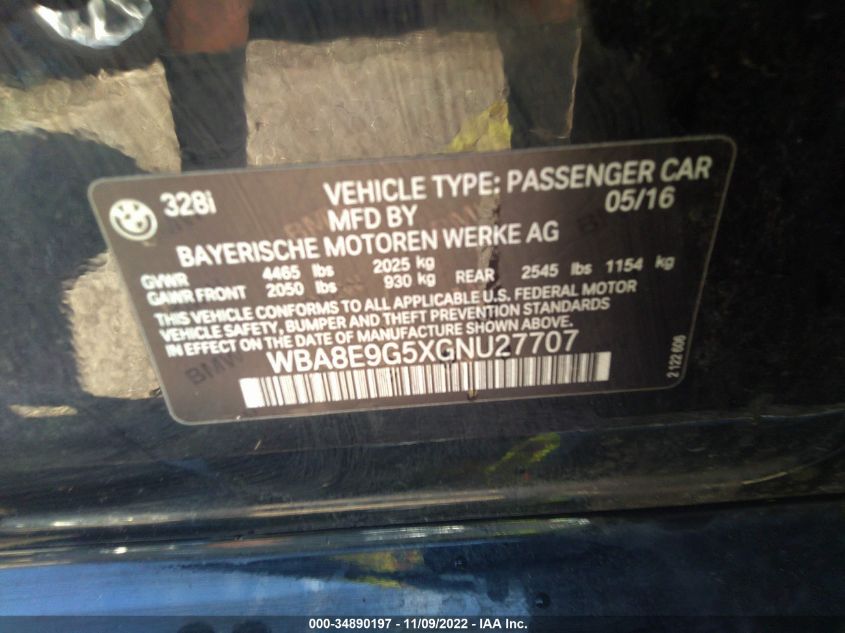 328i VEHICLE TYPE: PASSENGER CAR
MFD BY 05/16
BAYERISCHE MOTOREN WERKE AG
GVWR 4465 lbs 2025 kg
GAWR FRONT 2050 lbs 930 kg REAR 2545 lbs 1154 kg
THIS VEHICLE CONFORMS TO ALL APPLICABLE U.S. FEDERAL MOTOR
VEHICLE SAFETY, BUMPER AND THEFT PREVENTION STANDARDS
IN EFFECT ON THE DATE OF MANUFACTURE SHOWN ABOVE.
WBA8E9G5XGNU27707
2 122 606
000-34890197 - 11/09/2022 - IAA Inc.